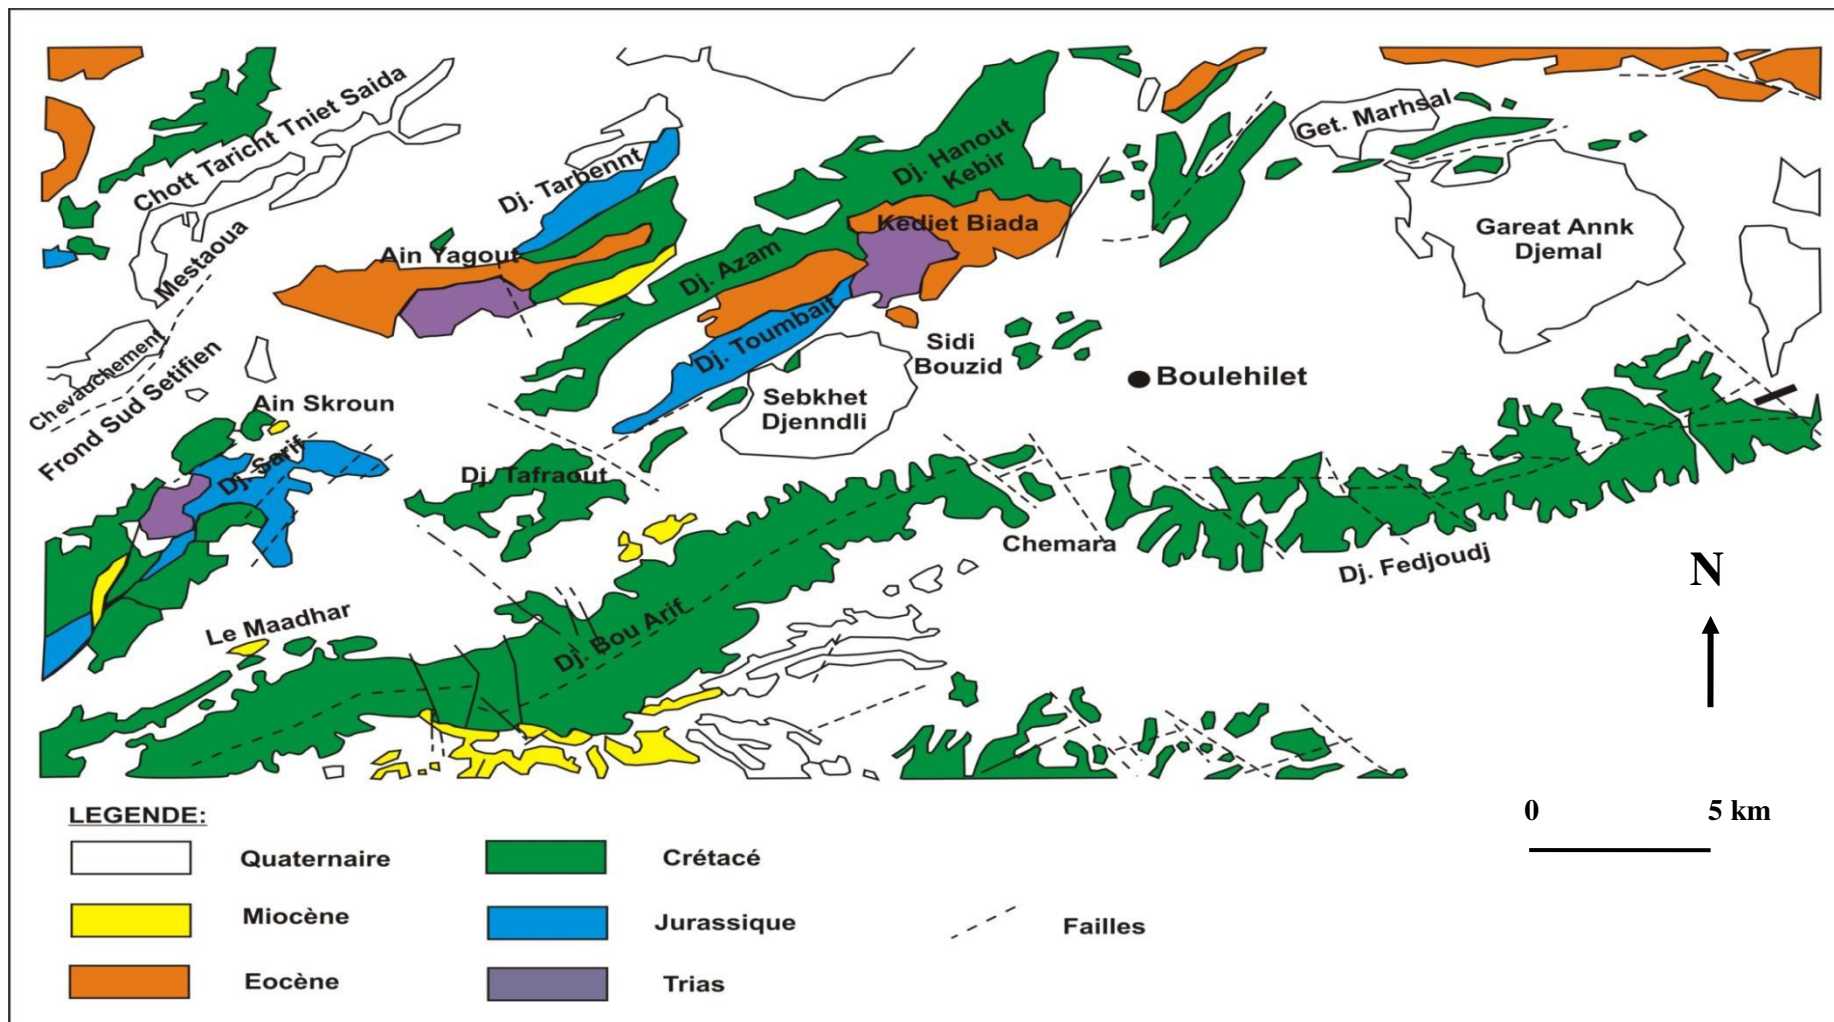 Chott Taricht Tniet Saida
Mestaoua
Chevauchement
Frond Sud Setifien
Dj. Tarbennt
Ain Yagout
Dj. Hanout
Kebir
Kediet Biada
Dj. Azam
Dj. Toumbait
Get. Marhsal
Gareat Annk
Djemal
Sidi
Bouzid
Boulehilet
Sebkhet
Djenndli
Ain Skroun
Dj. Sarif
Dj. Tafraout
Chemara
Dj. Fedjoudj
Le Maadhar
Dj. Bou Arif
N
0 5 km
LEGENDE:
Quaternaire
Crétacé
Miocène
Jurassique
Failles
Eocène
Trias